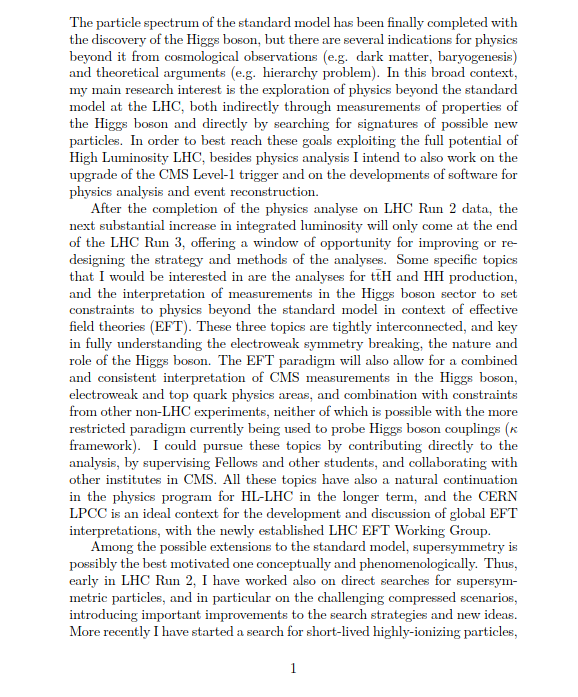 The particle spectrum of the standard model has been finally completed with
the discovery of the Higgs boson, but there are several indications for physics
beyond it from cosmological observations (e.g. dark matter, baryogenesis)
and theoretical arguments (e.g. hierarchy problem). In this broad context,
my main research interest is the exploration of physics beyond the standard
model at the LHC, both indirectly through measurements of properties of
the Higgs boson and directly by searching for signatures of possible new
particles. In order to best reach these goals exploiting the full potential of
High Luminosity LHC, besides physics analysis I intend to also work on the
upgrade of the CMS Level-1 trigger and on the developments of software for
physics analysis and event reconstruction.
After the completion of the physics analyse on LHC Run 2 data, the
next substantial increase in integrated luminosity will only come at the end
of the LHC Run 3, offering a window of opportunity for improving or re-
designing the strategy and methods of the analyses. Some specific topics
that I would be interested in are the analyses for tt̄H and HH production,
and the interpretation of measurements in the Higgs boson sector to set
constraints to physics beyond the standard model in context of effective
field theories (EFT). These three topics are tightly interconnected, and key
in fully understanding the electroweak symmetry breaking, the nature and
role of the Higgs boson. The EFT paradigm will also allow for a combined
and consistent interpretation of CMS measurements in the Higgs boson,
electroweak and top quark physics areas, and combination with constraints
from other non-LHC experiments, neither of which is possible with the more
restricted paradigm currently being used to probe Higgs boson couplings (κ
framework). I could pursue these topics by contributing directly to the
analysis, by supervising Fellows and other students, and collaborating with
other institutes in CMS. All these topics have also a natural continuation
in the physics program for HL-LHC in the longer term, and the CERN
LPCC is an ideal context for the development and discussion of global EFT
interpretations, with the newly established LHC EFT Working Group.
Among the possible extensions to the standard model, supersymmetry is
possibly the best motivated one conceptually and phenomenologically. Thus,
early in LHC Run 2, I have worked also on direct searches for supersym-
metric particles, and in particular on the challenging compressed scenarios,
introducing important improvements to the search strategies and new ideas.
More recently I have started a search for short-lived highly-ionizing particles,
1